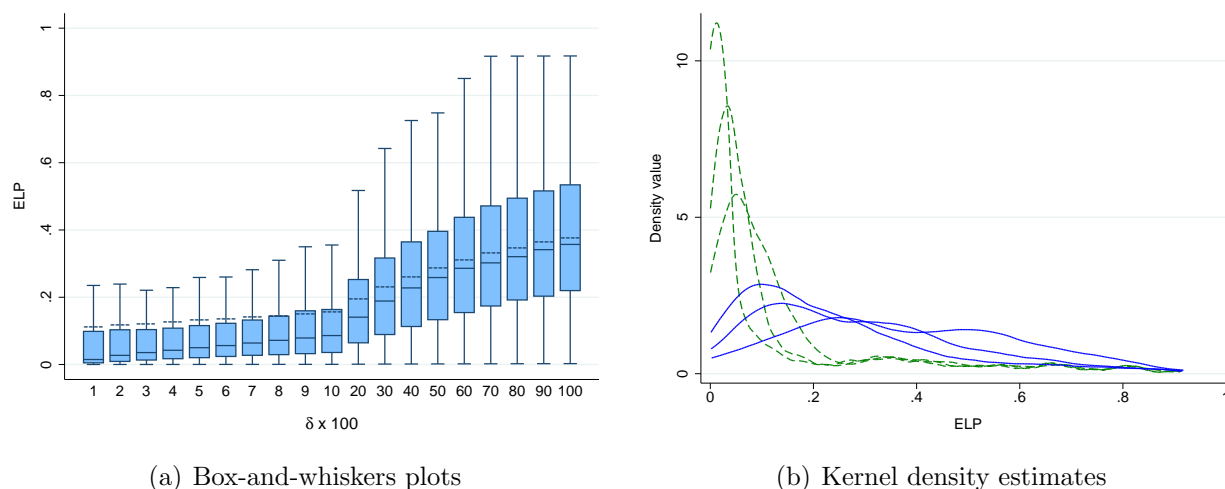 1
.8
.6
.4
.2
0
ELP
1 2 3 4 5 6 7 8 9 10 20 30 40 50 60 70 80 90 100
δ x 100
(a) Box-and-whiskers plots
10
5
0
Density value
0 .2 .4 .6 .8 1
ELP
(b) Kernel density estimates